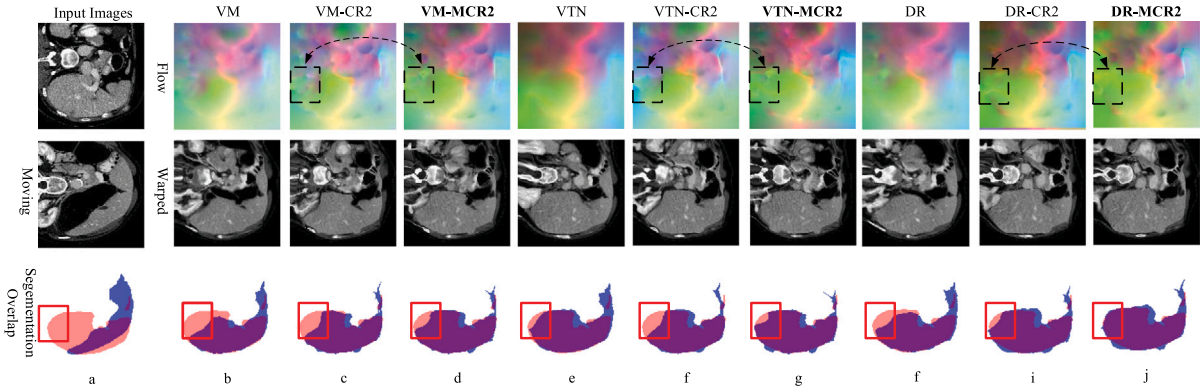 Input Images VM VM-CR2 VM-MCR2 VTN VTN-CR2 VTN-MCR2 DR DR-CR2 DR-MCR2
Flow
Moving
Warped
Segementation
Overlap
a b c d e f g f i j